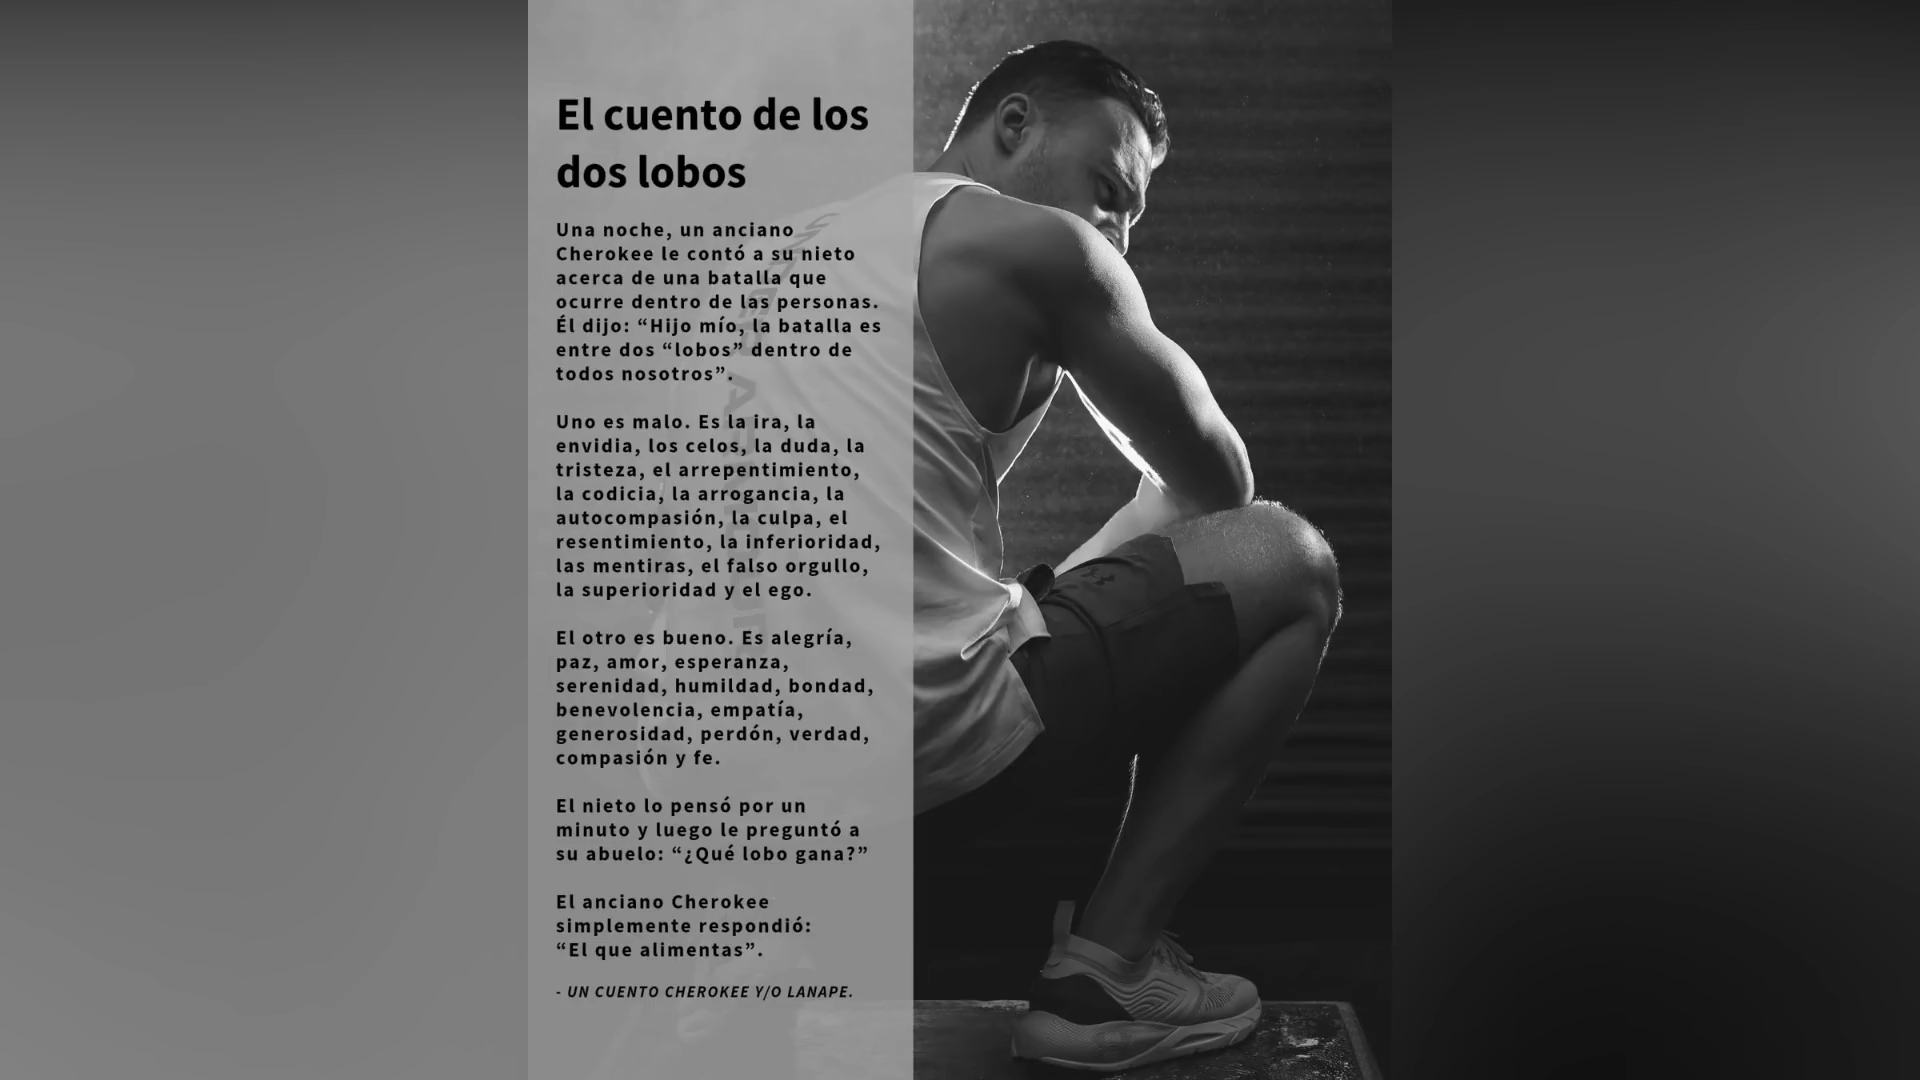 El cuento de los
dos lobos
Una noche, un anciano
Cherokee le contó a su nieto
acerca de una batalla que
ocurre dentro de las personas.
Él dijo: “Hijo mío, la batalla es
entre dos “lobos” dentro de
todos nosotros”.
Uno es malo. Es la ira, la
envidia, los celos, la duda, la
tristeza, el arrepentimiento,
la codicia, la arrogancia, la
autocompasión, la culpa, el
resentimiento, la inferioridad,
las mentiras, el falso orgullo,
la superioridad y el ego.
El otro es bueno. Es alegría,
paz, amor, esperanza,
serenidad, humildad, bondad,
benevolencia, empatía,
generosidad, perdón, verdad,
compasión y fe.
El nieto lo pensó por un
minuto y luego le preguntó a
su abuelo: “¿Qué lobo gana?”
El anciano Cherokee
simplemente respondió:
“El que alimentas”.
- UN CUENTO CHEROKEE Y/O LANAPE.